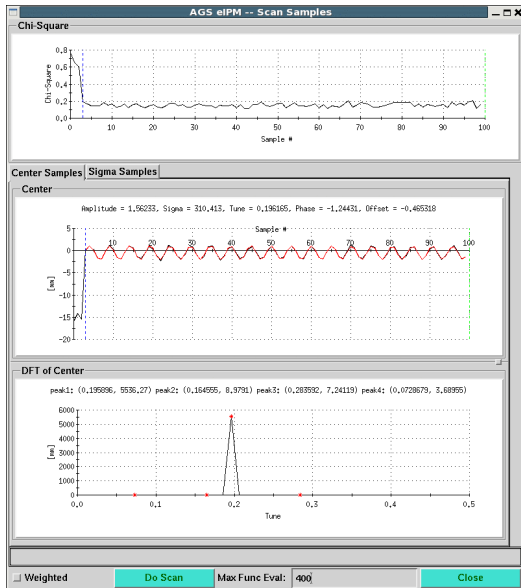 AGS eIPM -- Scan Samples
Chi-Square
0.8
0.6
0.4
0.2
0.0
Chi-Square
0 10 20 30 40 50 60 70 80 90 100
Sample #
Center Samples Sigma Samples
Center
Amplitude = 1.56233, Sigma = 310.413, Tune = 0.196165, Phase = -1.24431, Offset = -0.465318
Sample #
10 20 30 40 50 60 70 80 90 100
5
0
-5
-10
-15
-20
[mm]
DFT of Center
peak1: (0.195896, 5536.27) peak2: (0.164555, 8.9791) peak3: (0.283592, 7.24119) peak4: (0.0728679, 3.68955)
6000
5000
4000
3000
2000
1000
0
[mm]
0.0 0.1 0.2 0.3 0.4 0.5
Tune
Weighted Do Scan Max Func Eval: 400 Close